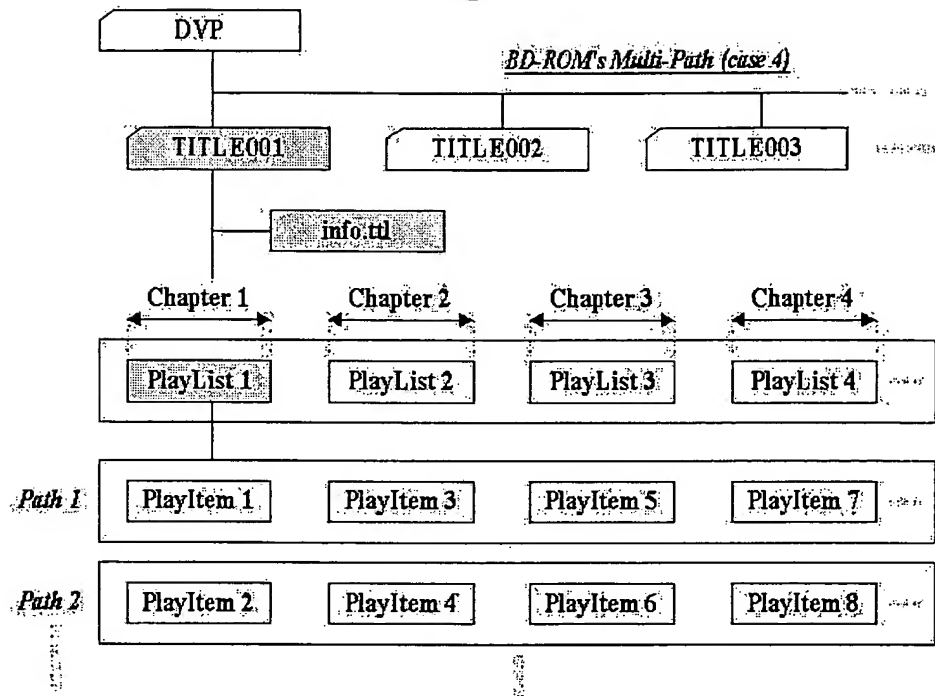 DVP
BD-ROM's Multi-Path (case 4)
TITLE001 TITLE002 TITLE003
info.ttl
Chapter 1 Chapter 2 Chapter 3 Chapter 4
PlayList 1 PlayList 2 PlayList 3 PlayList 4
Path 1 PlayItem 1 PlayItem 3 PlayItem 5 PlayItem 7
Path 2 PlayItem 2 PlayItem 4 PlayItem 6 PlayItem 8